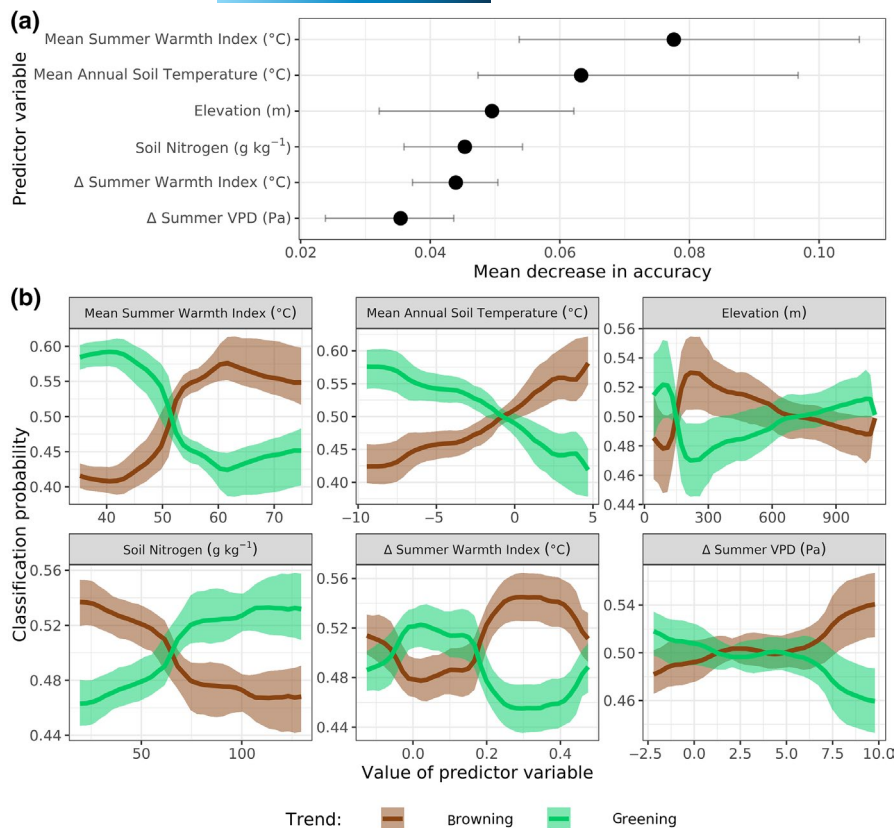 (a)
Predictor variable
Mean Summer Warmth Index (°C)
Mean Annual Soil Temperature (°C)
Elevation (m)
Soil Nitrogen (g kg⁻¹)
Δ Summer Warmth Index (°C)
Δ Summer VPD (Pa)
0.02 0.04 0.06 0.08 0.10
Mean decrease in accuracy
(b)
Classification probability
Mean Summer Warmth Index (°C)
0.60
0.55
0.50
0.45
0.40
40 50 60 70
Mean Annual Soil Temperature (°C)
0.60
0.55
0.50
0.45
0.40
−10 −5 0 5
Elevation (m)
0.56
0.54
0.52
0.50
0.48
0.46
0.44
0 300 600 900
Soil Nitrogen (g kg⁻¹)
0.56
0.52
0.48
0.44
50 100
Δ Summer Warmth Index (°C)
0.56
0.52
0.48
0.44
0.0 0.2 0.4
Δ Summer VPD (Pa)
0.54
0.50
0.46
−2.5 0.0 2.5 5.0 7.5 10.0
Value of predictor variable
Trend: Browning Greening